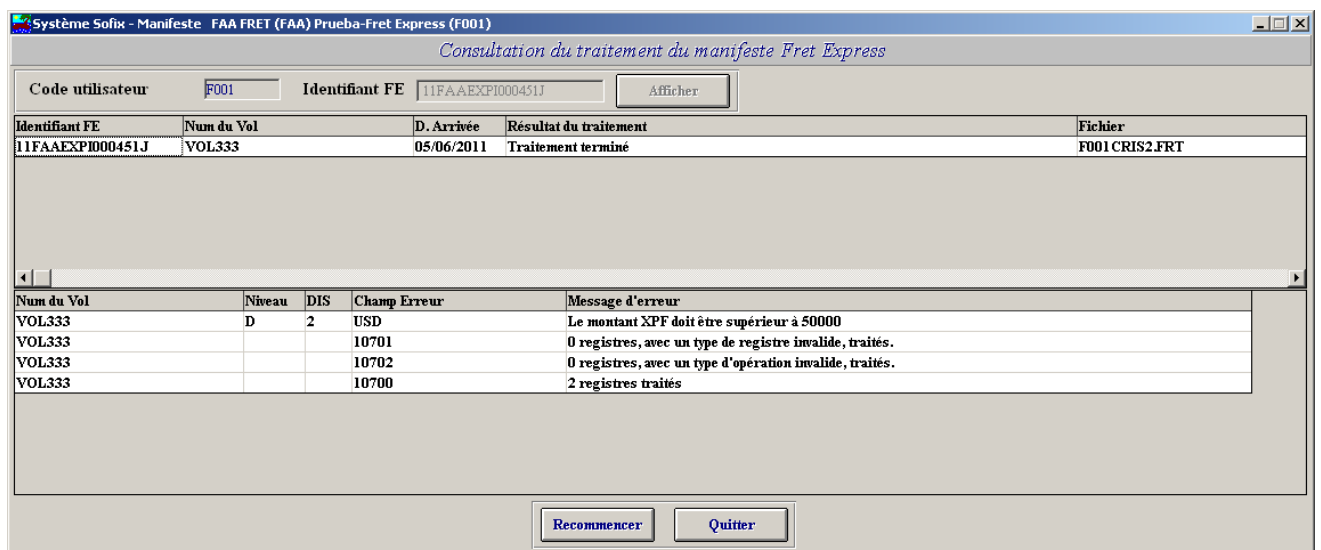 Système Sofix - Manifeste FAA FRET (FAA) Prueba-Fret Express (F001)
Consultation du traitement du manifeste Fret Express
Code utilisateur F001 Identifiant FE 11FAAEXPI000451J Afficher
Identifiant FE Num du Vol D. Arrivée Résultat du traitement Fichier
11FAAEXPI000451J VOL333 05/06/2011 Traitement terminé F001CRIS2.FRT
Num du Vol Niveau DIS Champ Erreur Message d'erreur
VOL333 D 2 USD Le montant XPF doit être supérieur à 50000
VOL333 10701 0 registres, avec un type de registre invalide, traités.
VOL333 10702 0 registres, avec un type d'opération invalide, traités.
VOL333 10700 2 registres traités
Recommencer Quitter